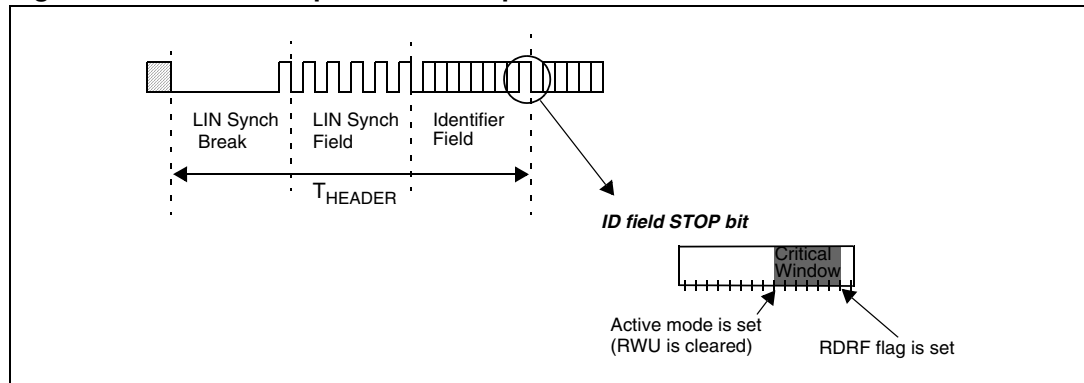 LIN Synch
Break
LIN Synch
Field
Identifier
Field
THEADER
ID field STOP bit
Critical
Window
Active mode is set
(RWU is cleared)
RDRF flag is set